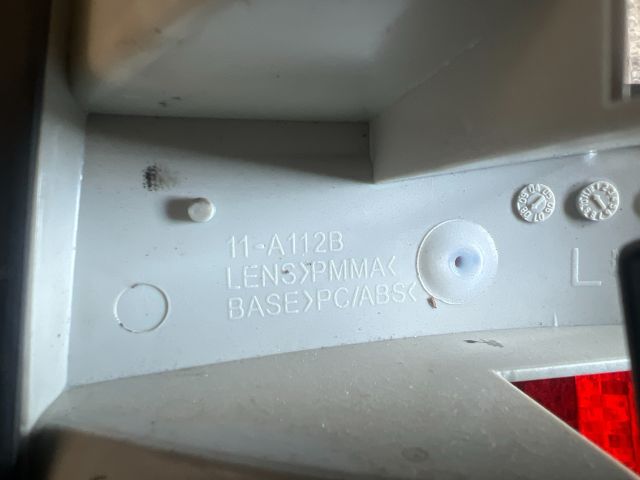 11-A112B
LENS>PMMA<
BASE>PC/ABS<
L